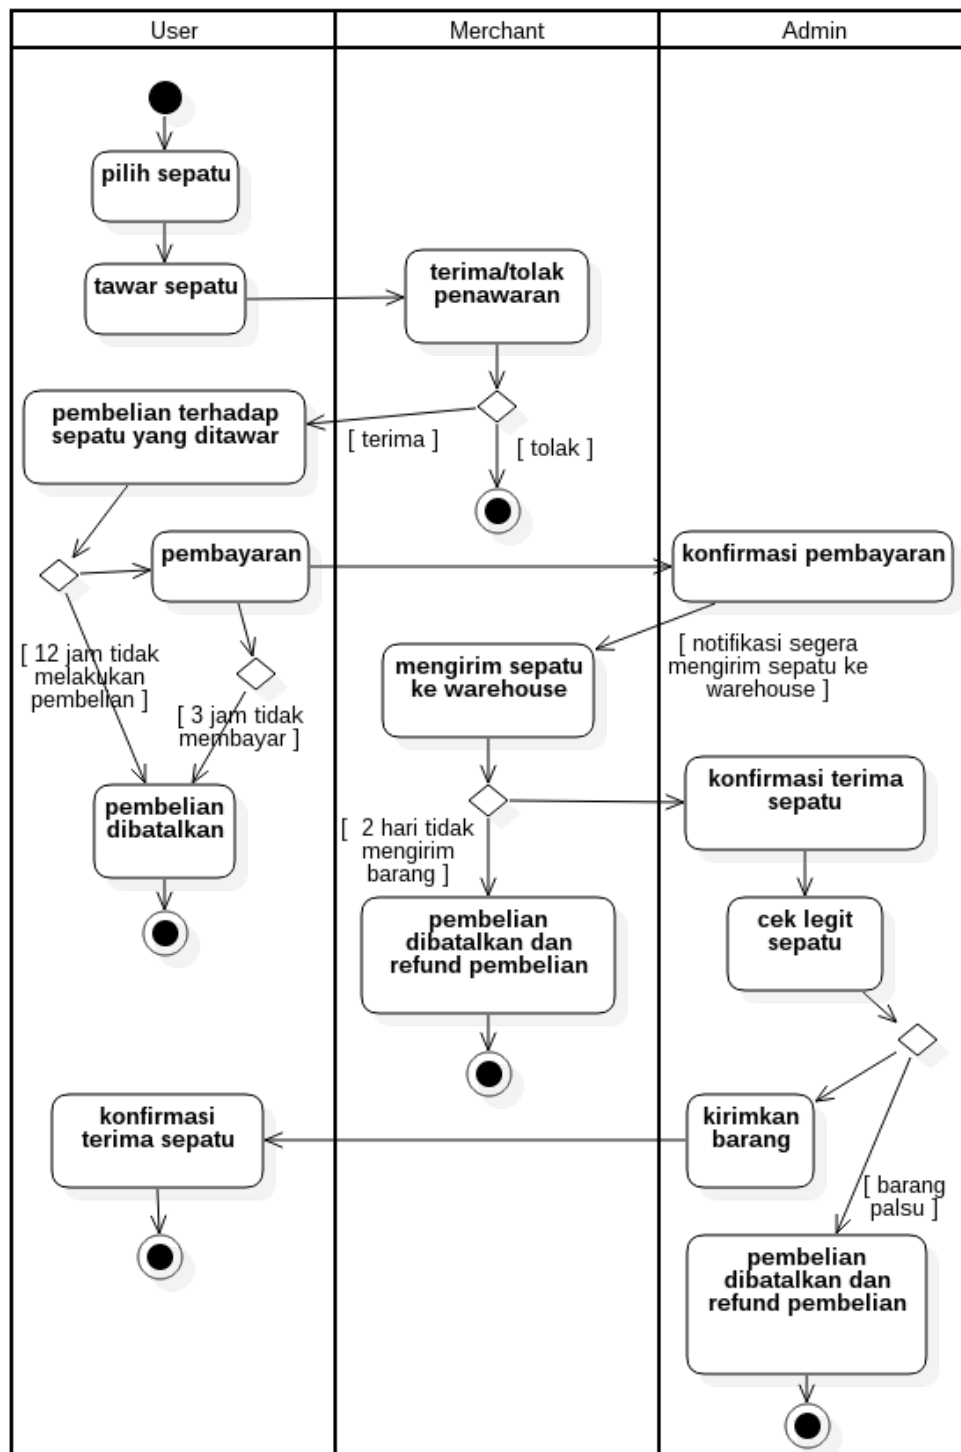 User
Merchant
Admin
pilih sepatu
tawar sepatu
terima/tolak
penawaran
pembelian terhadap
sepatu yang ditawar
[ terima ]
[ tolak ]
pembayaran
konfirmasi pembayaran
[ 12 jam tidak
melakukan
pembelian ]
mengirim sepatu
ke warehouse
[ notifikasi segera
mengirim sepatu ke
warehouse ]
[ 3 jam tidak
membayar ]
pembelian
dibatalkan
konfirmasi terima
sepatu
[ 2 hari tidak
mengirim
barang ]
pembelian
dibatalkan dan
refund pembelian
cek legit
sepatu
konfirmasi
terima sepatu
kirimkan
barang
[ barang
palsu ]
pembelian
dibatalkan dan
refund pembelian